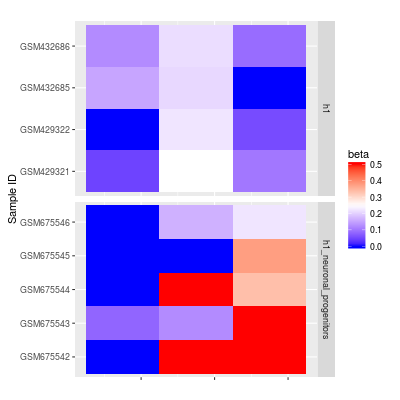 GSM432686
GSM432685
GSM429322
GSM429321
h1
GSM675546
GSM675545
GSM675544
GSM675543
GSM675542
h1_neuronal_progenitors
Sample ID
beta
0.5
0.4
0.3
0.2
0.1
0.0